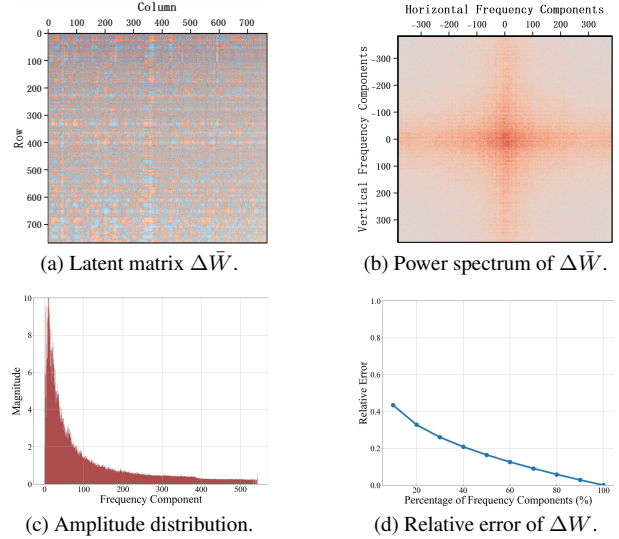 Column
0 100 200 300 400 500 600 700
Row
0
100
200
300
400
500
600
700
(a) Latent matrix ΔW̄.
Horizontal Frequency Components
-300 -200 -100 0 100 200 300
Vertical Frequency Components
-300
-200
-100
0
100
200
300
(b) Power spectrum of ΔW̄.
10
8
6
4
2
0
Magnitude
0 100 200 300 400 500
Frequency Component
(c) Amplitude distribution.
1.0
0.8
0.6
0.4
0.2
0.0
Relative Error
20 40 60 80 100
Percentage of Frequency Components (%)
(d) Relative error of ΔW.